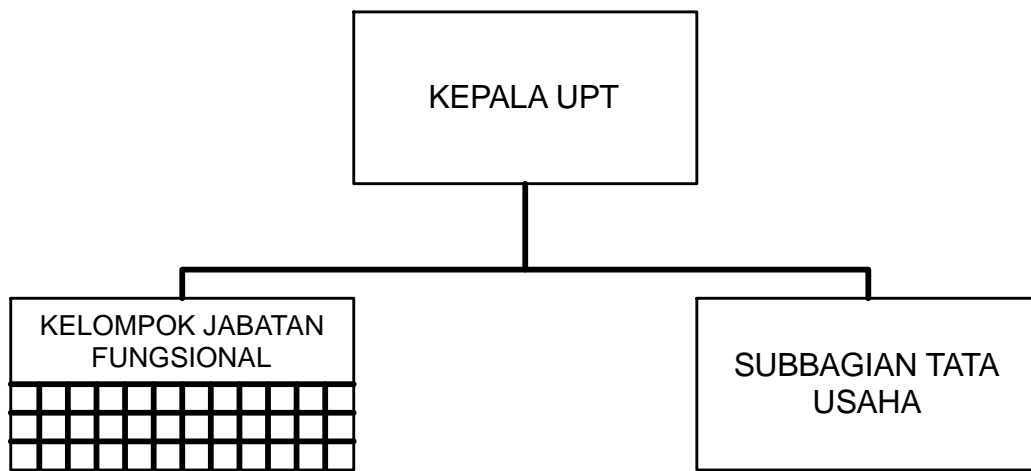 KEPALA UPT
KELOMPOK JABATAN
FUNGSIONAL
SUBBAGIAN TATA
USAHA